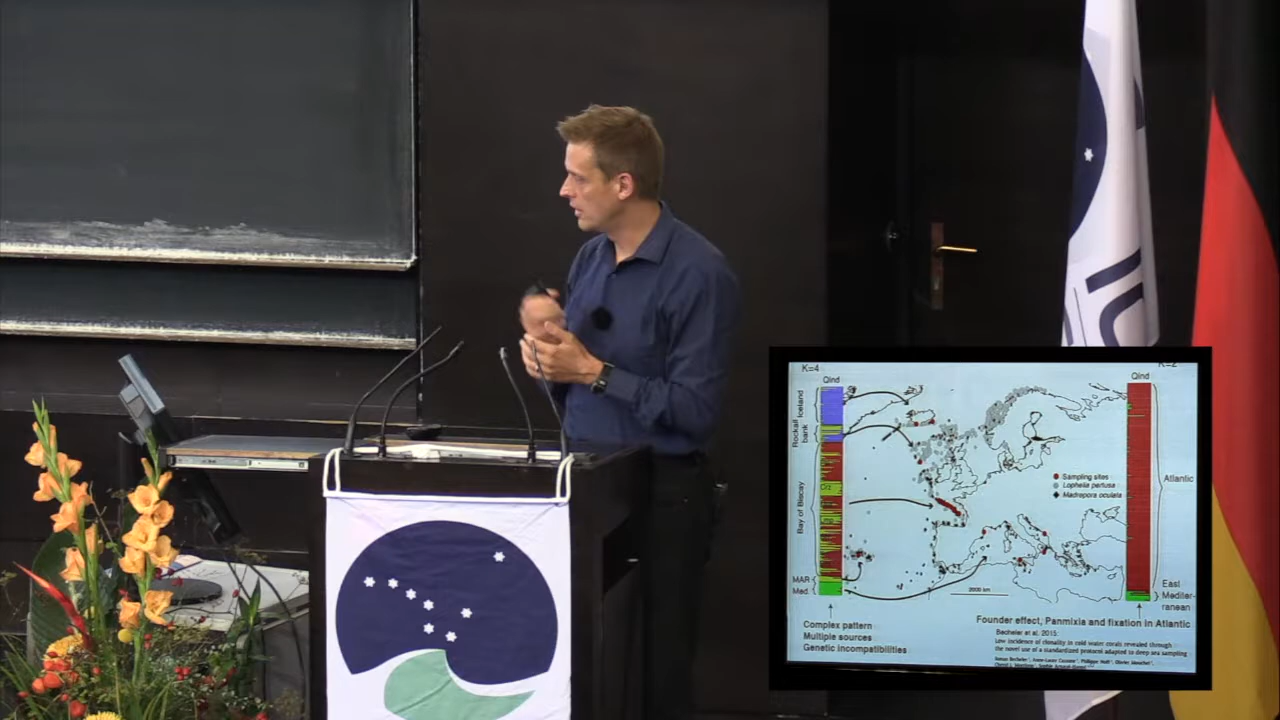 K=4
Qind
Rockall bank
Iceland
Bay of Biscay
MAR
Med.
Sampling sites
Lophelia pertusa
Madrepora oculata
2000 km
K=2
Qind
Atlantic
East
Mediter-
ranean
Complex pattern
Multiple sources
Genetic incompatibilities
Founder effect, Panmixia and fixation in Atlantic
Becheler et al. 2015:
Low incidence of clonality in cold water corals revealed through
the novel use of a standardized protocol adapted to deep sea sampling